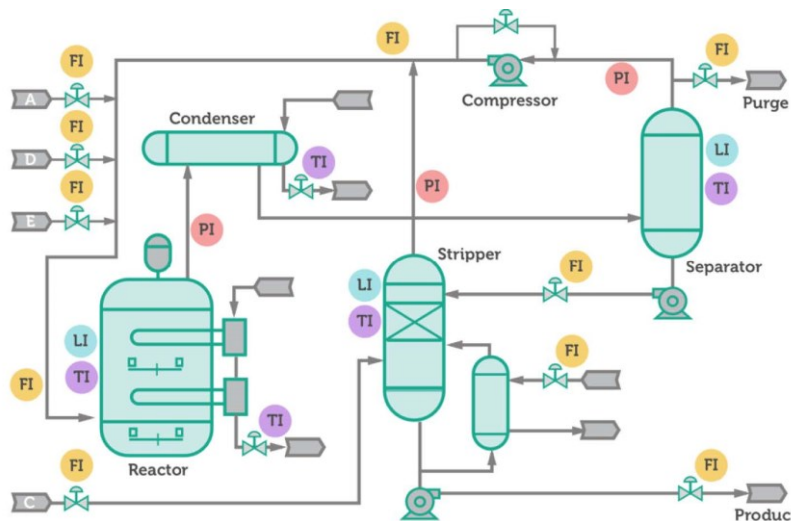 FI
FI
FI
A
PI
Compressor
Purge
Condenser
FI
D
TI
LI
TI
FI
E
PI
PI
Stripper
FI
Separator
LI
TI
LI
TI
FI
FI
TI
Reactor
FI
FI
C
Produc